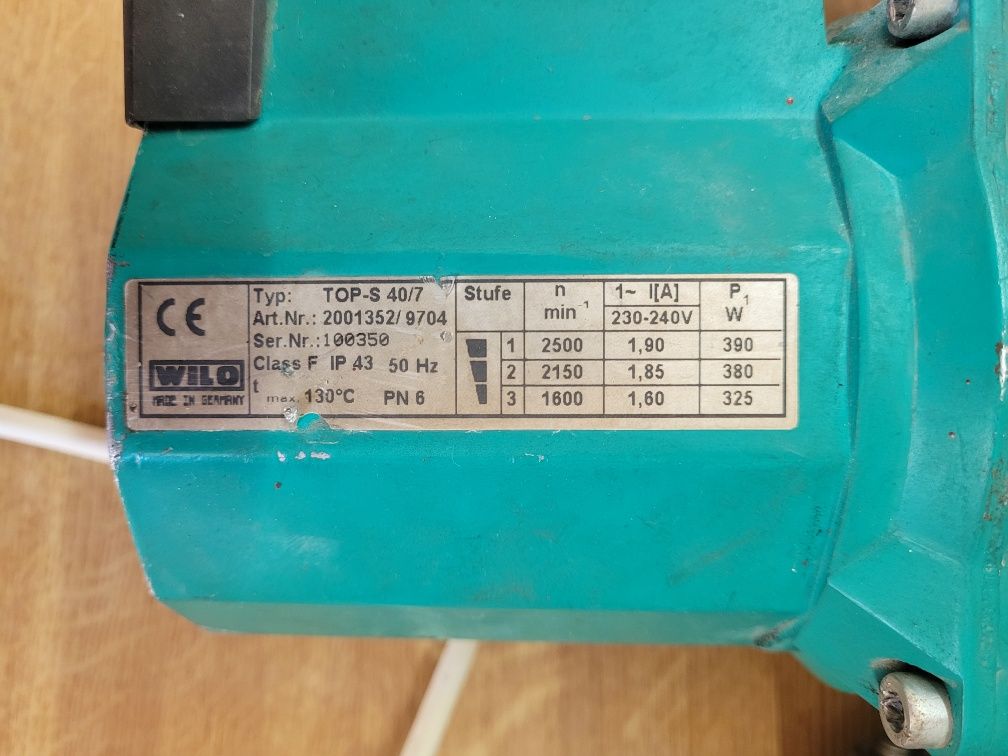 CE
WILO
MADE IN GERMANY
Typ: TOP-S 40/7
Art.Nr.: 2001352/ 9704
Ser.Nr.: 100350
Class F IP 43 50 Hz
t max. 130°C PN 6
Stufe n min⁻¹ 1~ I[A] 230-240V P₁ W
1 2500 1,90 390
2 2150 1,85 380
3 1600 1,60 325